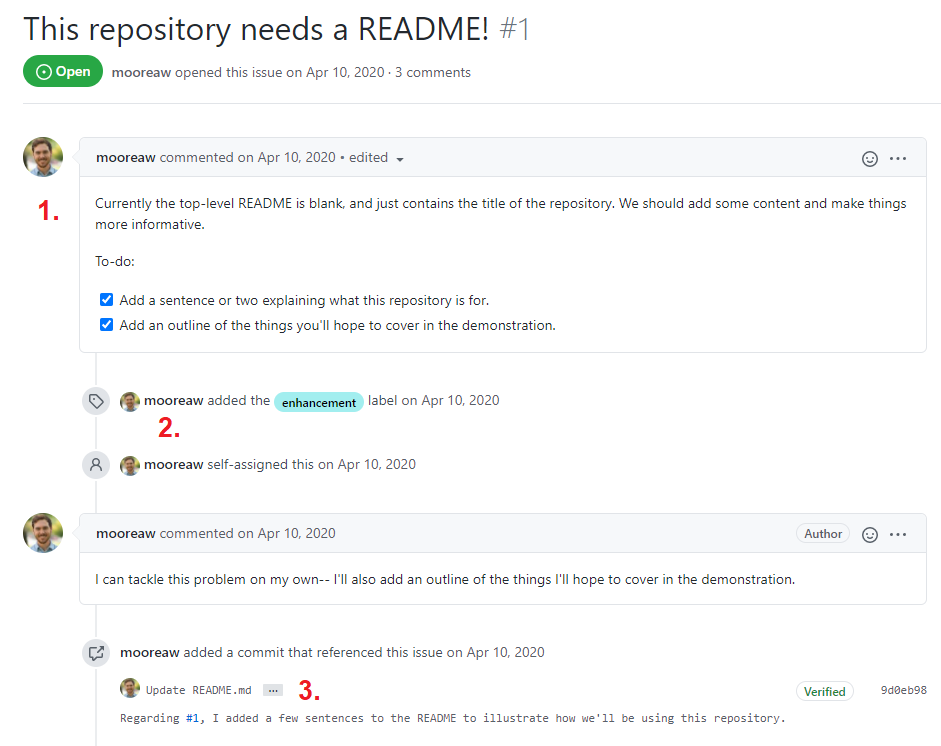 This repository needs a README! #1
Open mooreaw opened this issue on Apr 10, 2020 · 3 comments
mooreaw commented on Apr 10, 2020 • edited
1.
Currently the top-level README is blank, and just contains the title of the repository. We should add some content and make things
more informative.
To-do:
Add a sentence or two explaining what this repository is for.
Add an outline of the things you'll hope to cover in the demonstration.
mooreaw added the enhancement label on Apr 10, 2020
2.
mooreaw self-assigned this on Apr 10, 2020
mooreaw commented on Apr 10, 2020 Author
I can tackle this problem on my own-- I'll also add an outline of the things I'll hope to cover in the demonstration.
mooreaw added a commit that referenced this issue on Apr 10, 2020
Update README.md ... 3. Verified 9d0eb98
Regarding #1, I added a few sentences to the README to illustrate how we'll be using this repository.